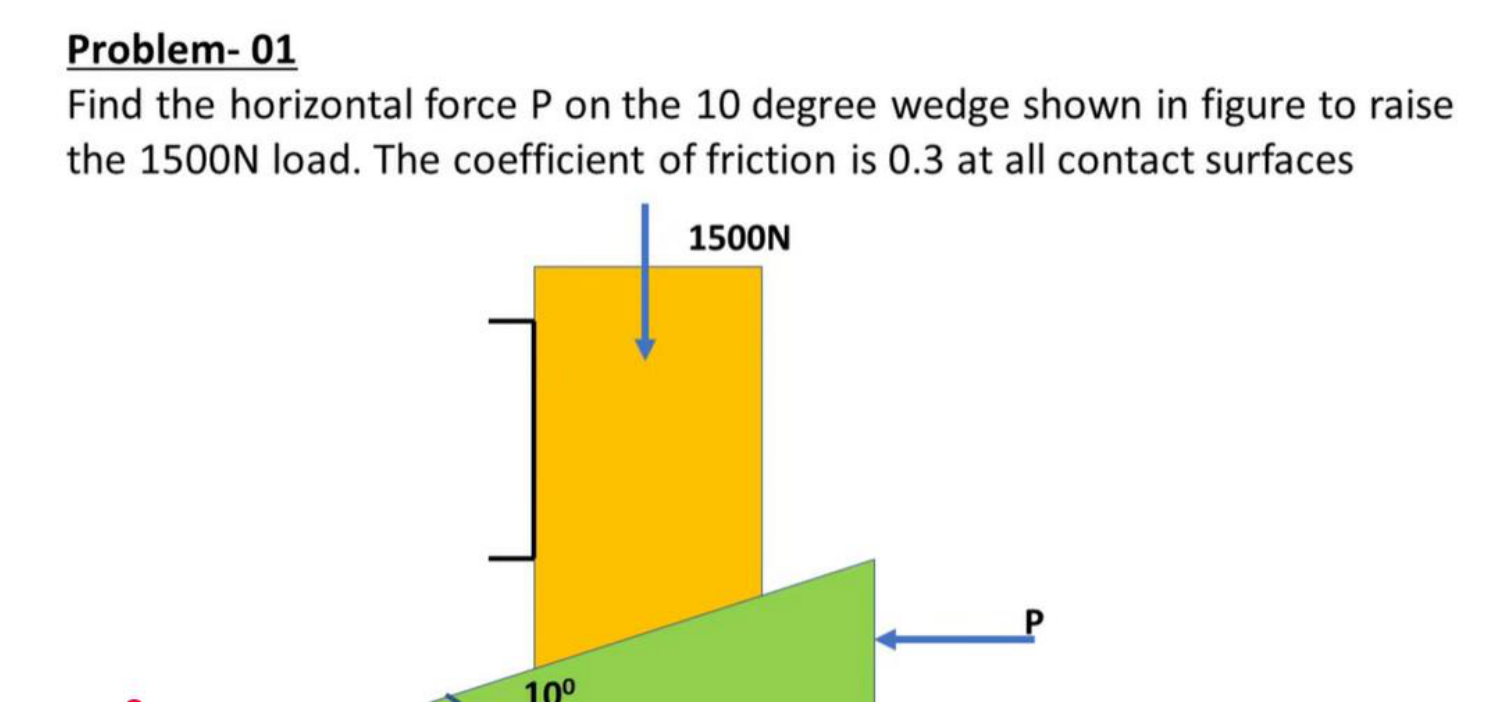 Problem- 01
Find the horizontal force P on the 10 degree wedge shown in figure to raise
the 1500N load. The coefficient of friction is 0.3 at all contact surfaces
1500N
P
10⁰